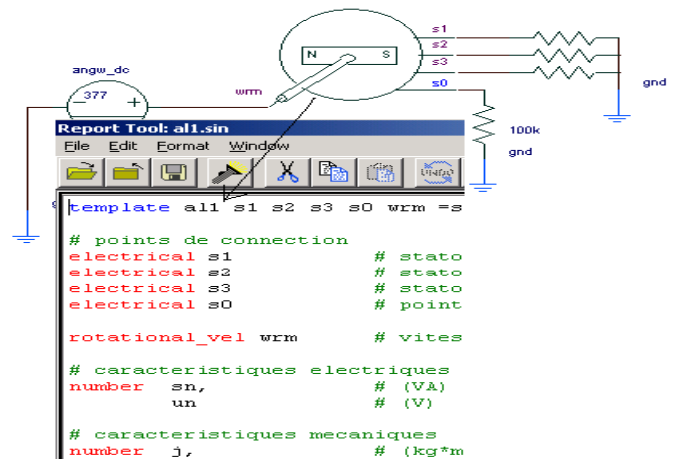 s1
s2
N S
s3
gnd
angw_dc
s0
wrm
377
_ +
100k
gnd
Report Tool: al1.sin
File Edit Format Window
UNDO
template al1 s1 s2 s3 s0 wrm =s
# points de connection
electrical s1 # stato
electrical s2 # stato
electrical s3 # stato
electrical s0 # point
rotational_vel wrm # vites
# caracteristiques electriques
number sn, # (VA)
un # (V)
# caracteristiques mecaniques
number j, # (kg*m